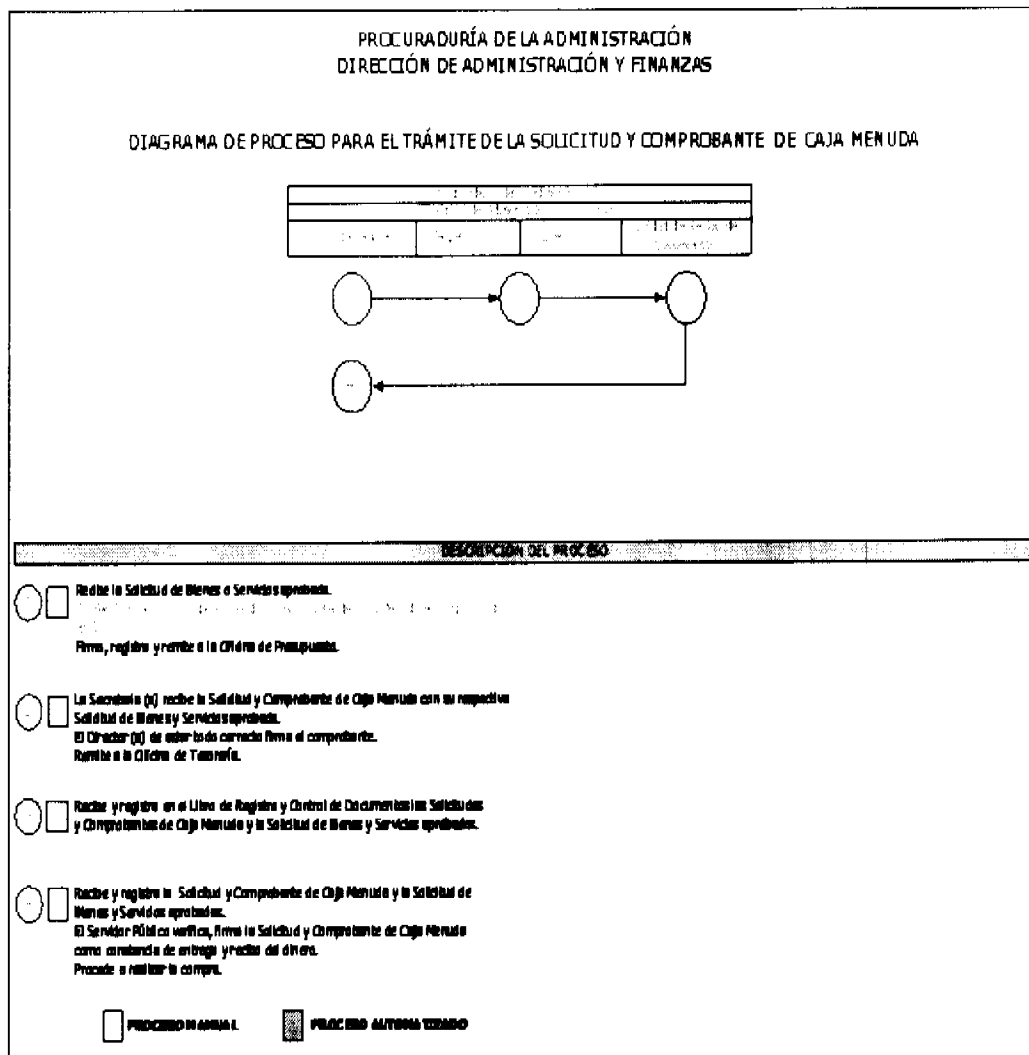 PROCURADURÍA DE LA ADMINISTRACIÓN
DIRECCIÓN DE ADMINISTRACIÓN Y FINANZAS
DIAGRAMA DE PROCESO PARA EL TRÁMITE DE LA SOLICITUD Y COMPROBANTE DE CAJA MENUDA
DESCRIPCIÓN DEL PROCESO
Recibe la Solicitud de Bienes o Servicios aprobada.
Firma, registra y remite a la Oficina de Presupuesto.
La Secretaria (o) recibe la Solicitud y Comprobante de Caja Menuda con su respectiva
Solicitud de Bienes y Servicios aprobada.
El Director (a) de estar todo correcto firma el comprobante.
Remite a la Oficina de Tesorería.
Recibe y registra en el Libro de Registro y Control de Documentos las Solicitudes
y Comprobantes de Caja Menuda y la Solicitud de Bienes y Servicios aprobados.
Recibe y registra la Solicitud y Comprobante de Caja Menuda y la Solicitud de
Bienes y Servicios aprobados.
El Servidor Público verifica, firma la Solicitud y Comprobante de Caja Menuda
como constancia de entrega y recibo del dinero.
Procede a realizar la compra.
PROCESO MANUAL PROCESO AUTOMATIZADO